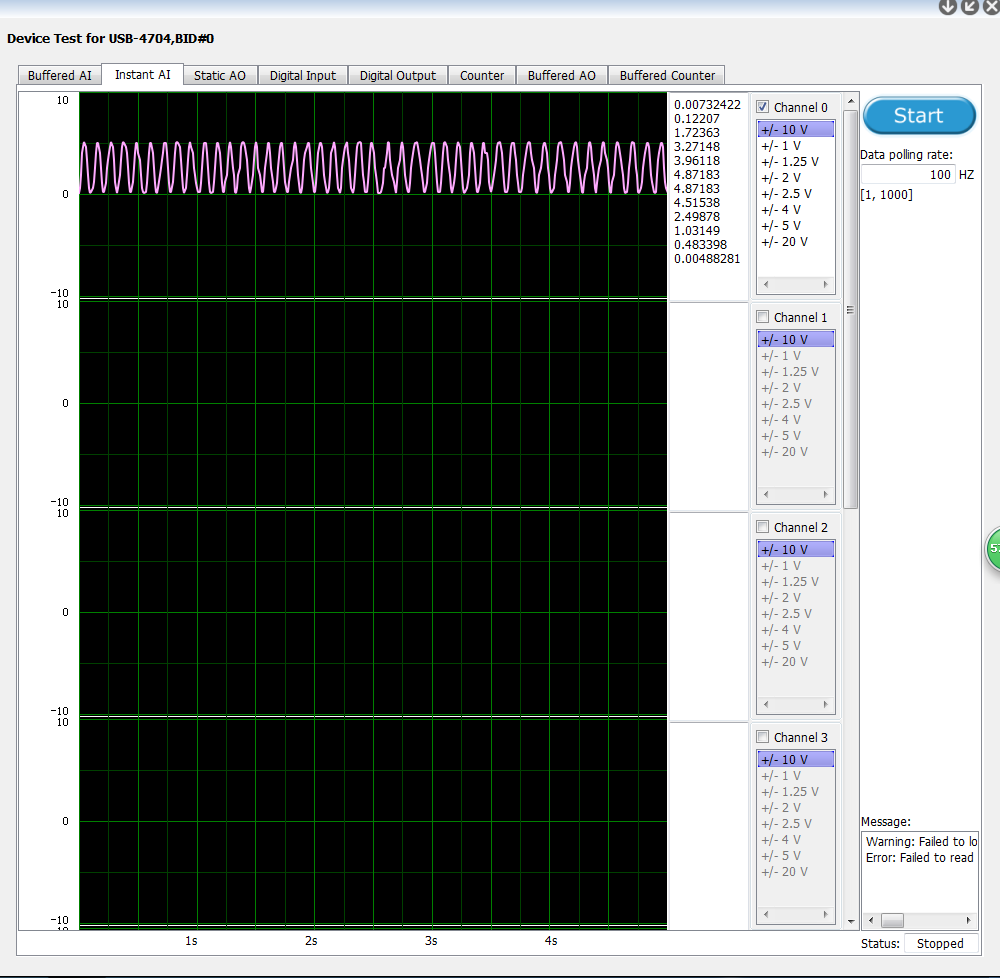 Device Test for USB-4704,BID#0
Buffered AI
Instant AI
Static AO
Digital Input
Digital Output
Counter
Buffered AO
Buffered Counter
10
0
-10
0.00732422
0.12207
1.72363
3.27148
3.96118
4.87183
4.87183
4.51538
2.49878
1.03149
0.483398
0.00488281
Channel 0
+/- 10 V
+/- 1 V
+/- 1.25 V
+/- 2 V
+/- 2.5 V
+/- 4 V
+/- 5 V
+/- 20 V
Start
Data polling rate:
100 HZ
[1, 1000]
10
0
-10
Channel 1
+/- 10 V
+/- 1 V
+/- 1.25 V
+/- 2 V
+/- 2.5 V
+/- 4 V
+/- 5 V
+/- 20 V
10
0
-10
Channel 2
+/- 10 V
+/- 1 V
+/- 1.25 V
+/- 2 V
+/- 2.5 V
+/- 4 V
+/- 5 V
+/- 20 V
10
0
-10
Channel 3
+/- 10 V
+/- 1 V
+/- 1.25 V
+/- 2 V
+/- 2.5 V
+/- 4 V
+/- 5 V
+/- 20 V
1s
2s
3s
4s
Message:
Warning: Failed to lo
Error: Failed to read
Status: Stopped